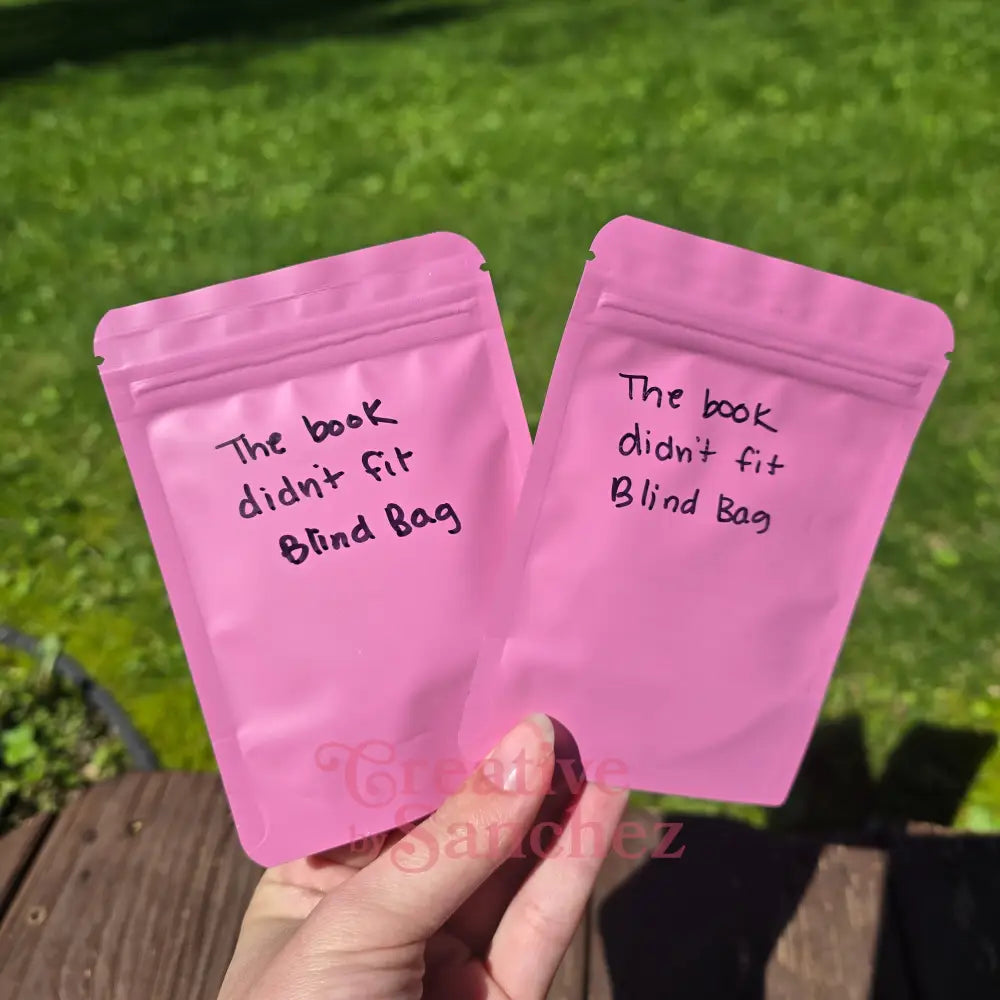 The book
didn't fit
Blind Bag
The book
didn't fit
Blind Bag
Creative
by Sanchez